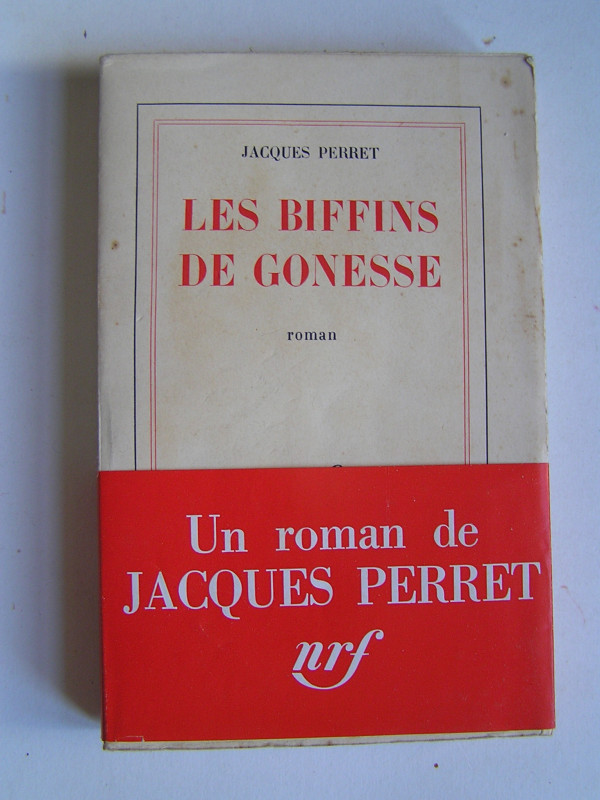 JACQUES PERRET
LES BIFFINS
DE GONESSE
roman
Un roman de
JACQUES PERRET
nrf